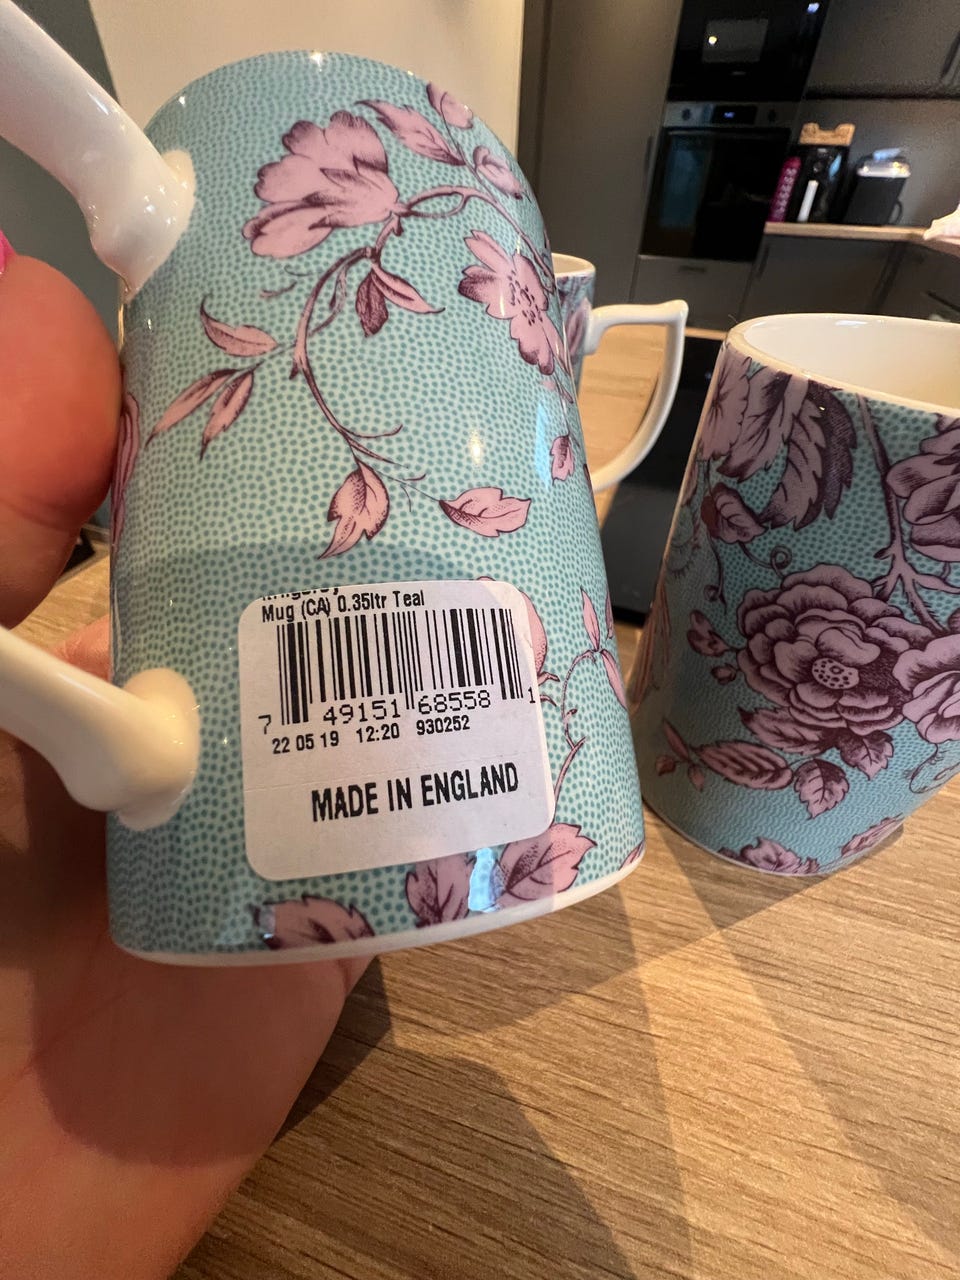 Mug (CA) 0.35ltr Teal
7 49151 68558 1
22 05 19 12:20 930252
MADE IN ENGLAND